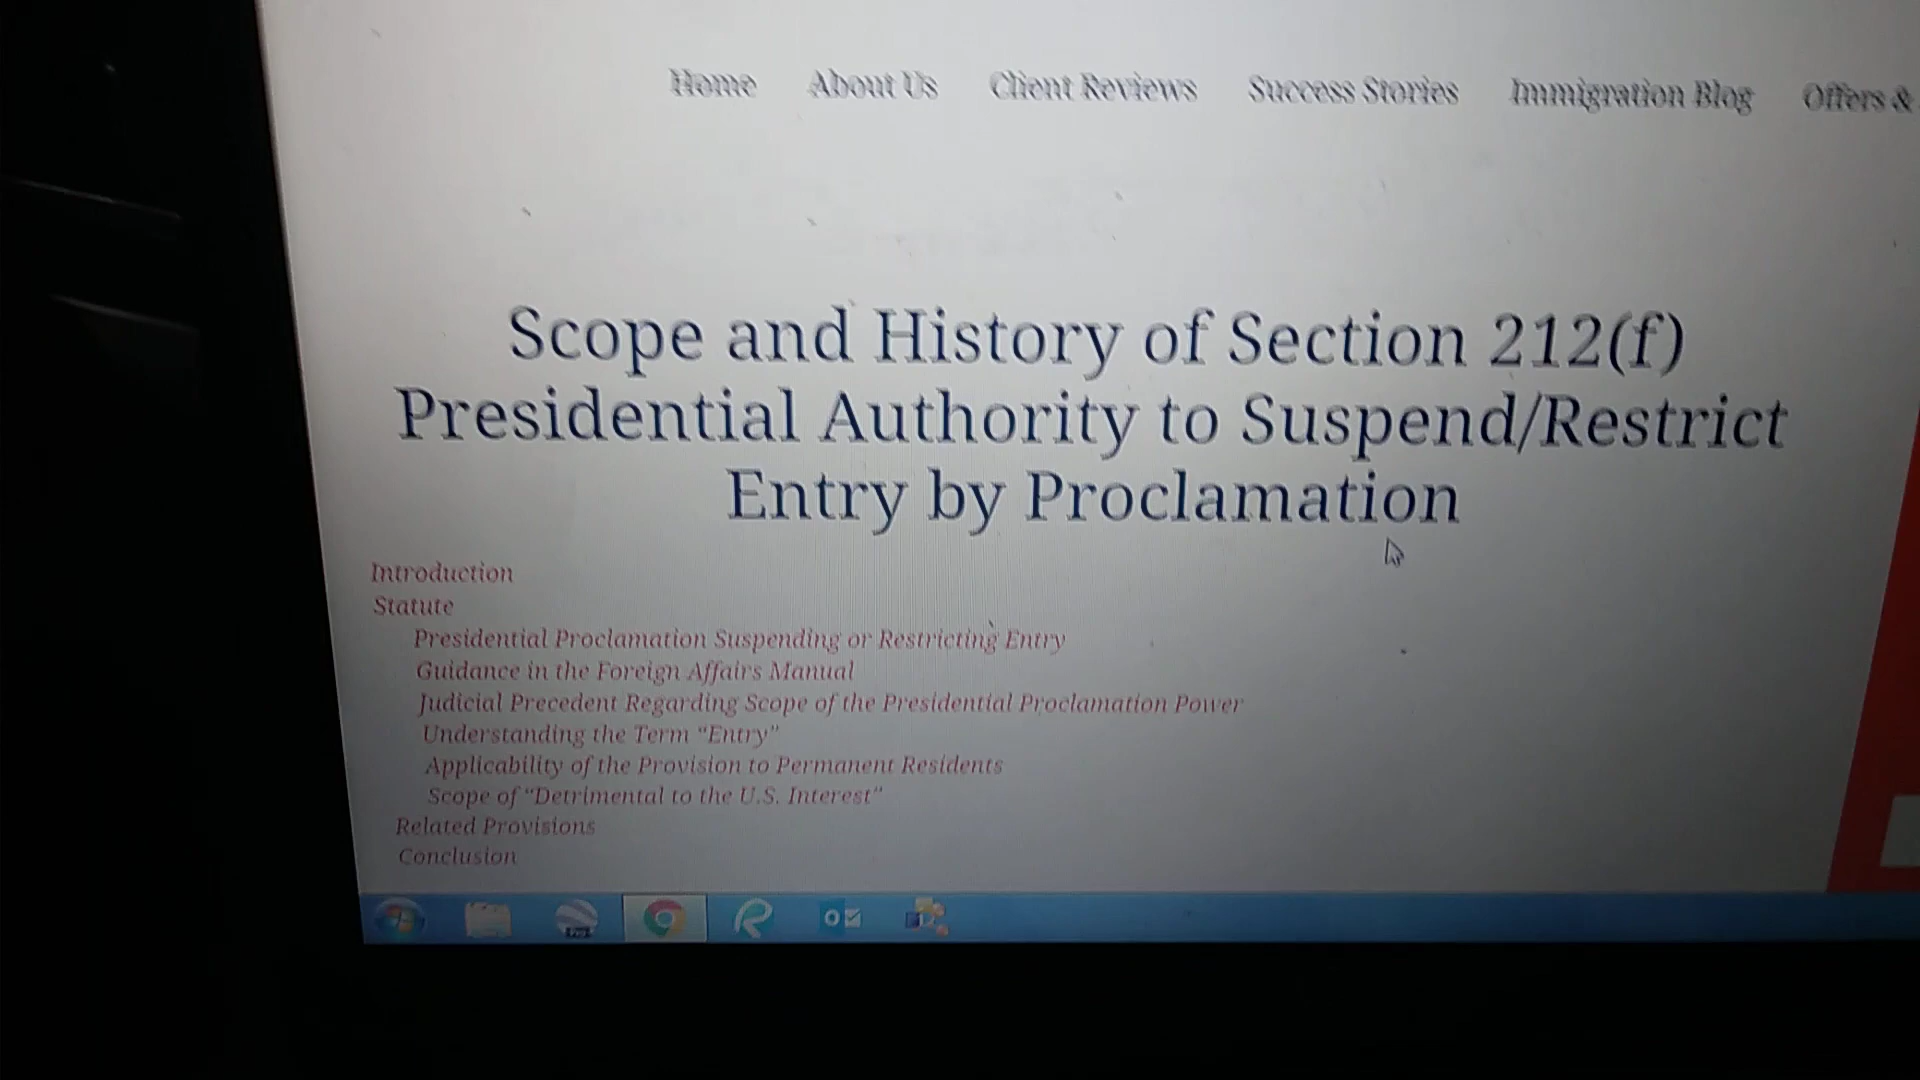 Home About Us Client Reviews Success Stories Immigration Blog Offers &
Scope and History of Section 212(f)
Presidential Authority to Suspend/Restrict
Entry by Proclamation
Introduction
Statute
Presidential Proclamation Suspending or Restricting Entry
Guidance in the Foreign Affairs Manual
Judicial Precedent Regarding Scope of the Presidential Proclamation Power
Understanding the Term “Entry”
Applicability of the Provision to Permanent Residents
Scope of “Detrimental to the U.S. Interest”
Related Provisions
Conclusion